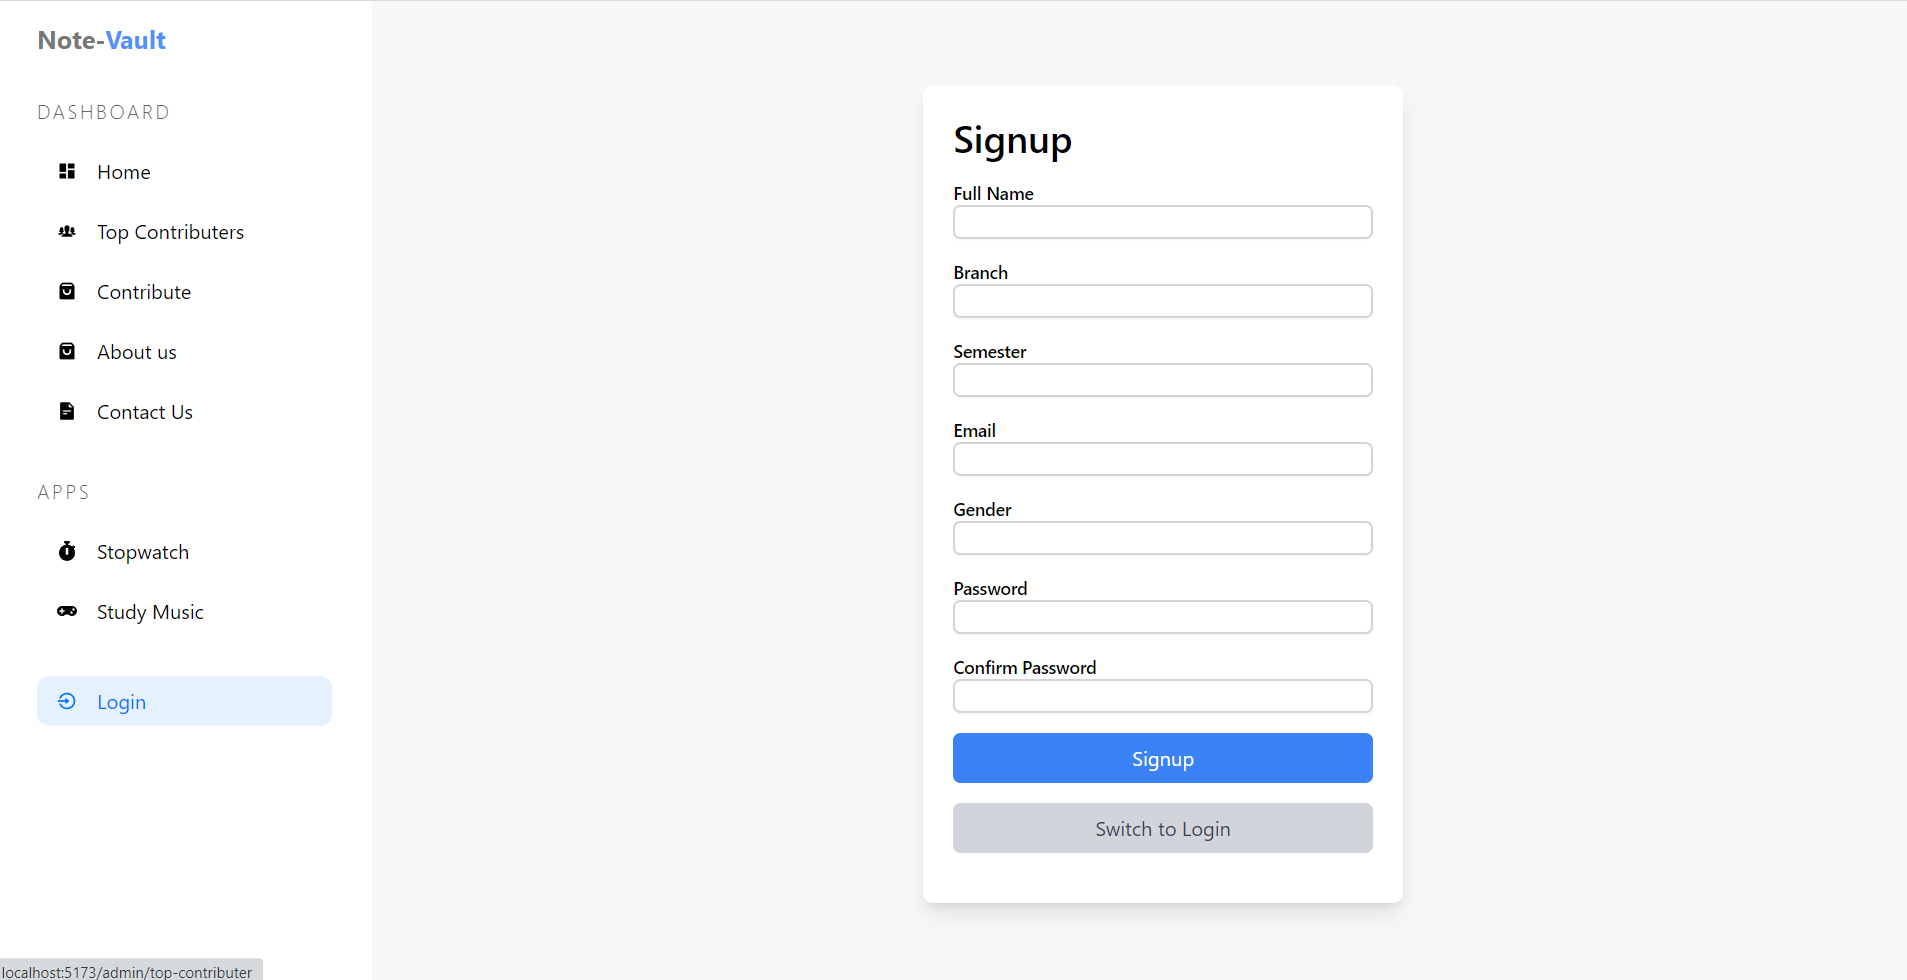 Note-Vault
DASHBOARD
Home
Top Contributers
Contribute
About us
Contact Us
APPS
Stopwatch
Study Music
Login
Signup
Full Name
Branch
Semester
Email
Gender
Password
Confirm Password
Signup
Switch to Login
localhost:5173/admin/top-contributer